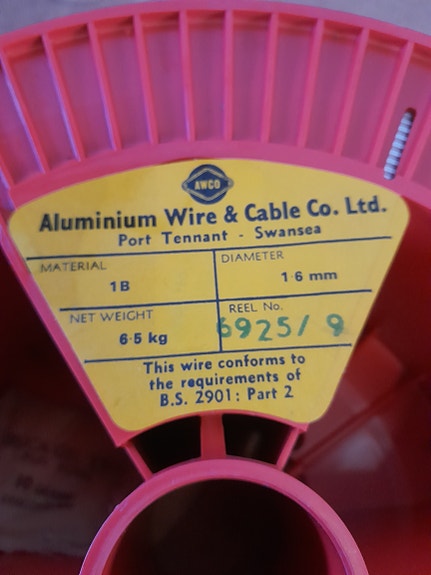 AWCO
Aluminium Wire & Cable Co. Ltd.
Port Tennant - Swansea
MATERIAL
1B
DIAMETER
1·6 mm
NET WEIGHT
6·5 kg
REEL No.
6925/ 9
This wire conforms to
the requirements of
B.S. 2901: Part 2